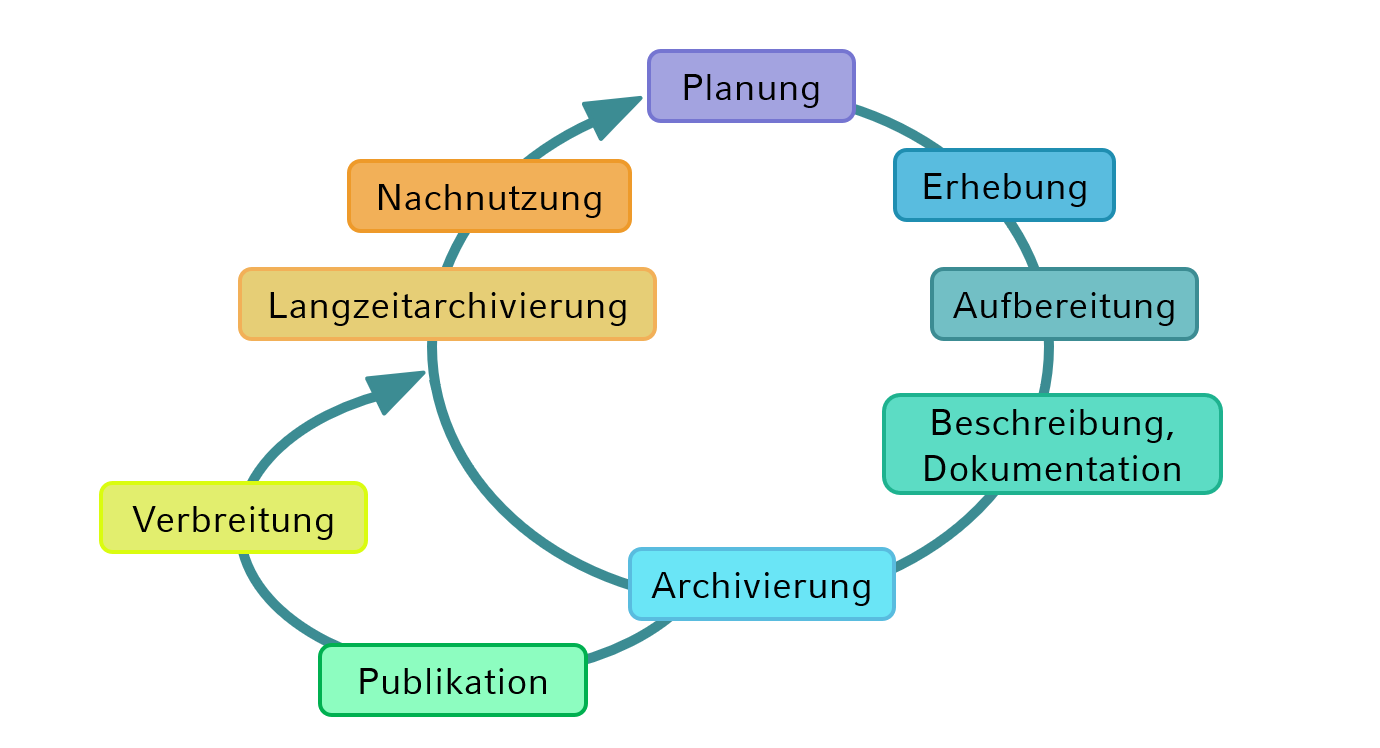 Planung
Erhebung
Aufbereitung
Beschreibung,
Dokumentation
Archivierung
Publikation
Verbreitung
Langzeitarchivierung
Nachnutzung